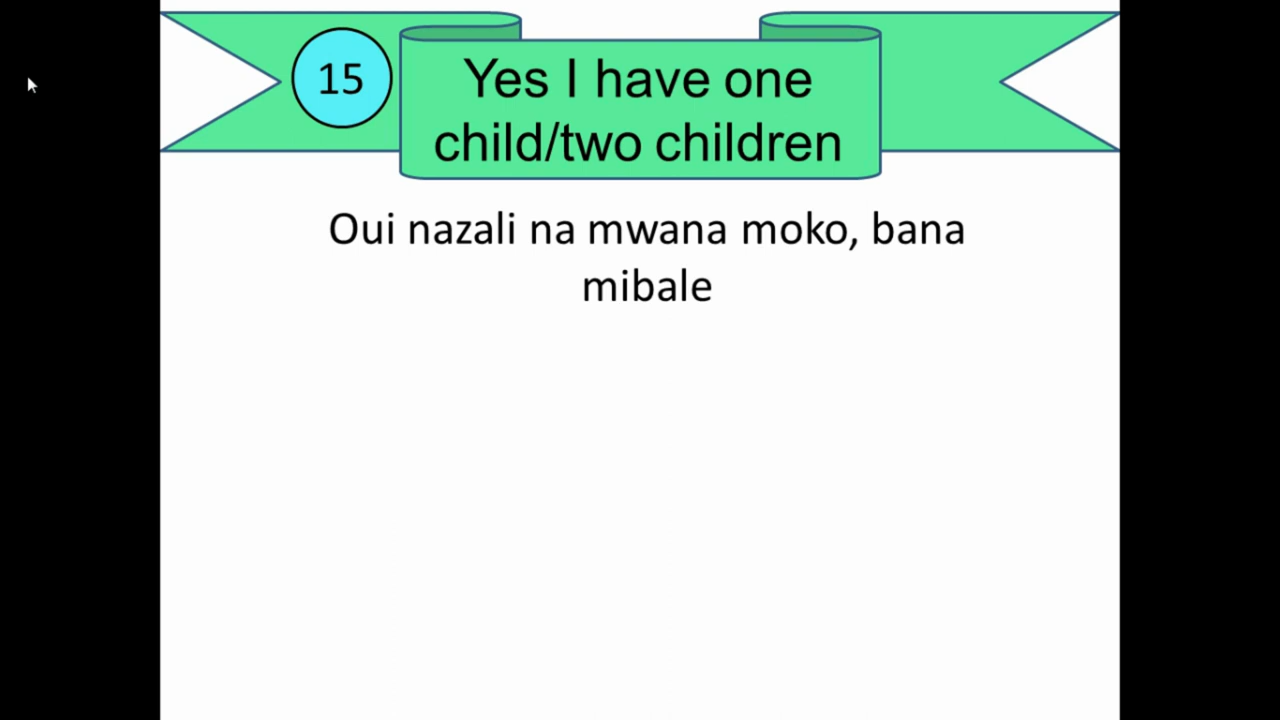 15
Yes I have one
child/two children
Oui nazali na mwana moko, bana
mibale